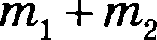 m₁ + m₂